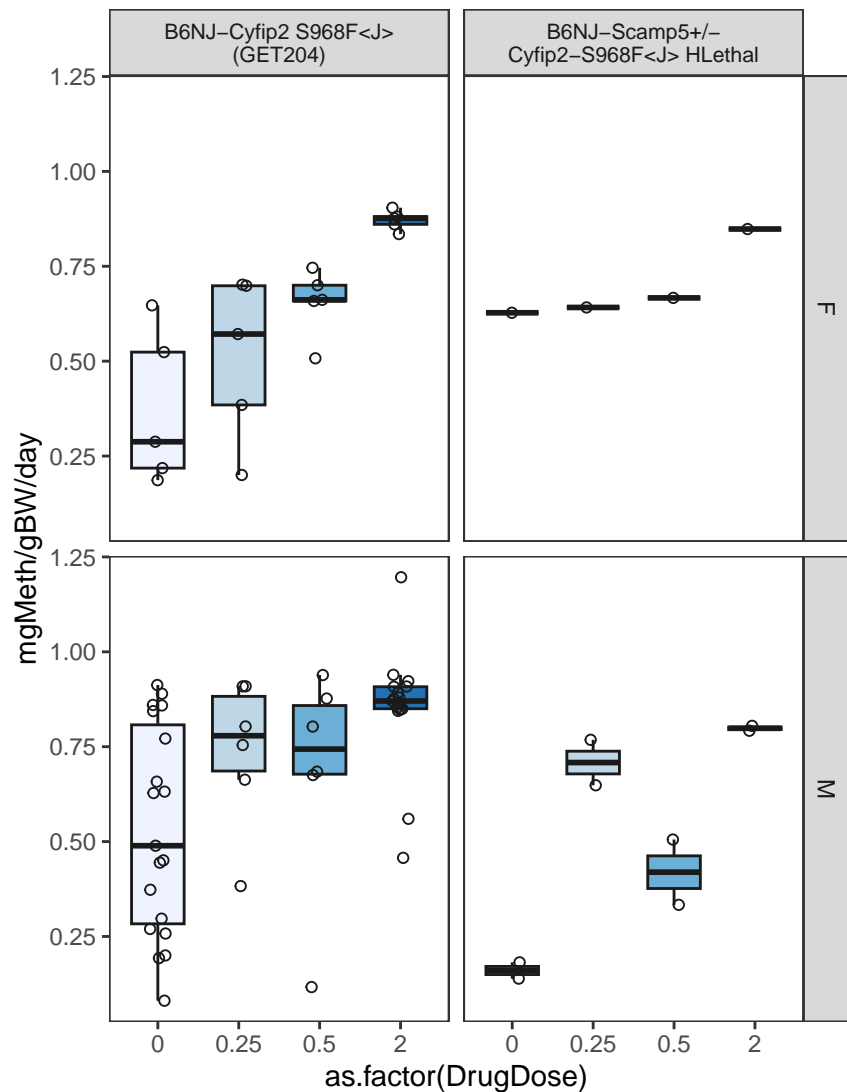 B6NJ−Cyfip2 S968F<J>
(GET204)
B6NJ−Scamp5+/−
Cyfip2−S968F<J> HLethal
1.25
1.00
0.75
0.50
0.25
F
1.25
1.00
0.75
0.50
0.25
M
mgMeth/gBW/day
0 0.25 0.5 2
0 0.25 0.5 2
as.factor(DrugDose)